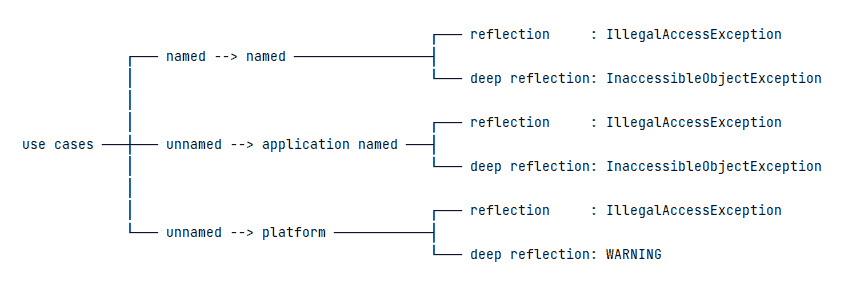 reflection     : IllegalAccessException
named --> named
deep reflection: InaccessibleObjectException
reflection     : IllegalAccessException
use cases unnamed --> application named
deep reflection: InaccessibleObjectException
reflection     : IllegalAccessException
unnamed --> platform
deep reflection: WARNING